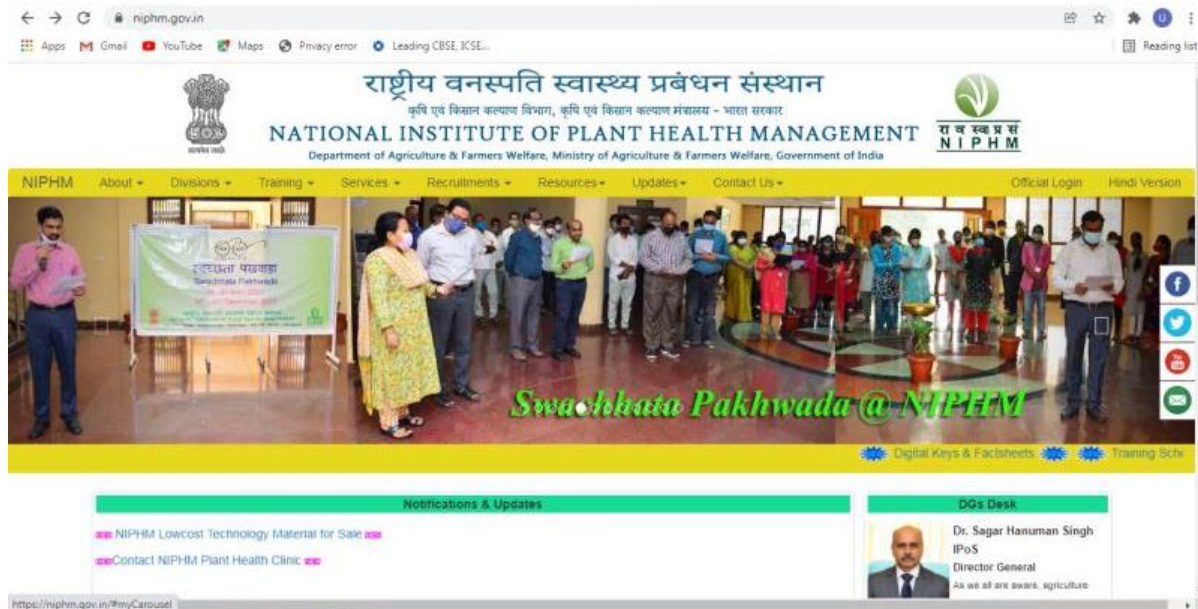 niphm.gov.in
Apps Gmail YouTube Maps Privacy error Leading CBSE, ICSE... Reading list
राष्ट्रीय वनस्पति स्वास्थ्य प्रबंधन संस्थान
कृषि एवं किसान कल्याण विभाग, कृषि एवं किसान कल्याण मंत्रालय - भारत सरकार
NATIONAL INSTITUTE OF PLANT HEALTH MANAGEMENT
Department of Agriculture & Farmers Welfare, Ministry of Agriculture & Farmers Welfare, Government of India
सत्यमेव जयते
रा व स्वा प्र सं
NIPHM
NIPHM About Divisions Training Services Recruitments Resources Updates Contact Us Official Login Hindi Version
स्वच्छता पखवाड़ा
Swachhata Pakhwada
Swachhata Pakhwada @ NIPHM
Digital Keys & Factsheets Training Sche
Notifications & Updates
NIPHM Lowcost Technology Material for Sale
Contact NIPHM Plant Health Clinic
DGs Desk
Dr. Sagar Hanuman Singh
IPoS
Director General
As we all are aware, agriculture
https://niphm.gov.in/#myCarousel